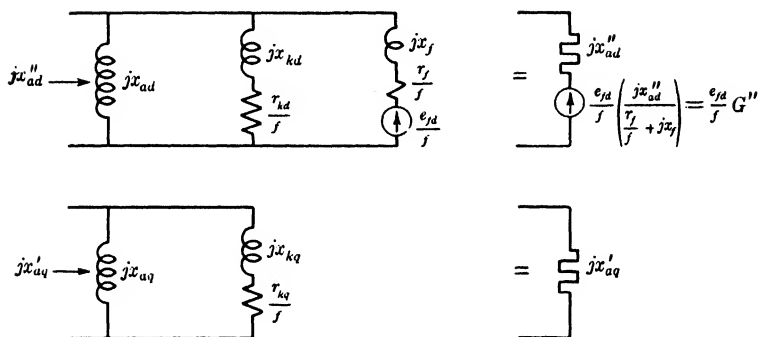 jx''ad
jxad
jxkd
rkd/f
jxf
rf/f
efd/f
=
jx''ad
efd/f (jx''ad / (rf/f + jxf)) = efd/f G''
jx'aq
jxaq
jxkq
rkq/f
=
jx'aq